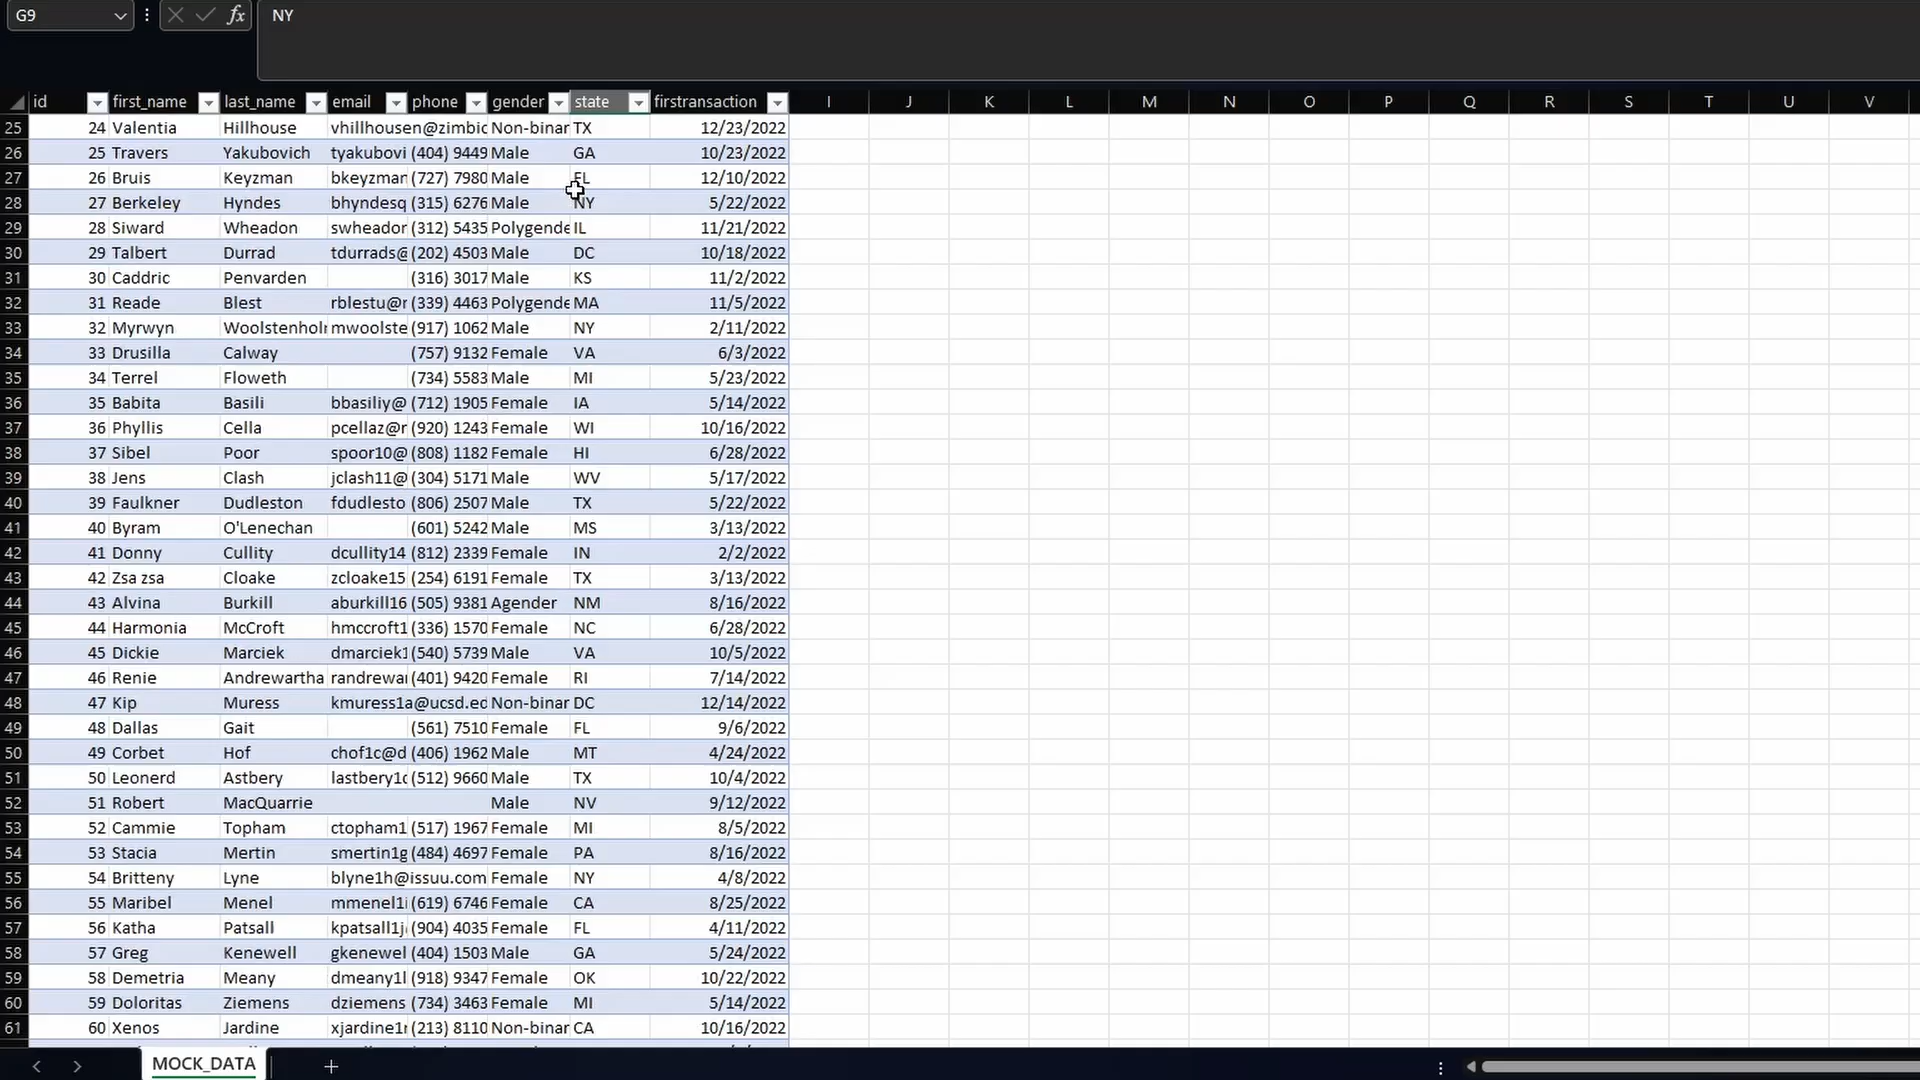 G9 fx NY
id first_name last_name email phone gender state firstransaction I J K L M N O P Q R S T U V
25 24 Valentia Hillhouse vhillhousen@zimbio Non-binar TX 12/23/2022
26 25 Travers Yakubovich tyakubovi (404) 9449 Male GA 10/23/2022
27 26 Bruis Keyzman bkeyzman (727) 7980 Male FL 12/10/2022
28 27 Berkeley Hyndes bhyndesq (315) 6276 Male NY 5/22/2022
29 28 Siward Wheadon swheador (312) 5435 Polygende IL 11/21/2022
30 29 Talbert Durrad tdurrads@ (202) 4503 Male DC 10/18/2022
31 30 Caddric Penvarden (316) 3017 Male KS 11/2/2022
32 31 Reade Blest rblestu@r (339) 4463 Polygende MA 11/5/2022
33 32 Myrwyn Woolstenholr mwoolste (917) 1062 Male NY 2/11/2022
34 33 Drusilla Calway (757) 9132 Female VA 6/3/2022
35 34 Terrel Floweth (734) 5583 Male MI 5/23/2022
36 35 Babita Basili bbasiliy@ (712) 1905 Female IA 5/14/2022
37 36 Phyllis Cella pcellaz@r (920) 1243 Female WI 10/16/2022
38 37 Sibel Poor spoor10@ (808) 1182 Female HI 6/28/2022
39 38 Jens Clash jclash11@ (304) 5171 Male WV 5/17/2022
40 39 Faulkner Dudleston fdudlesto (806) 2507 Male TX 5/22/2022
41 40 Byram O'Lenechan (601) 5242 Male MS 3/13/2022
42 41 Donny Cullity dcullity14 (812) 2339 Female IN 2/2/2022
43 42 Zsa zsa Cloake zcloake15 (254) 6191 Female TX 3/13/2022
44 43 Alvina Burkill aburkill16 (505) 9381 Agender NM 8/16/2022
45 44 Harmonia McCroft hmccroft1 (336) 1570 Female NC 6/28/2022
46 45 Dickie Marciek dmarciek1 (540) 5739 Male VA 10/5/2022
47 46 Renie Andrewartha randrewar (401) 9420 Female RI 7/14/2022
48 47 Kip Muress kmuress1a@ucsd.ed Non-binar DC 12/14/2022
49 48 Dallas Gait (561) 7510 Female FL 9/6/2022
50 49 Corbet Hof chof1c@d (406) 1962 Male MT 4/24/2022
51 50 Leonerd Astbery lastbery1c (512) 9660 Male TX 10/4/2022
52 51 Robert MacQuarrie Male NV 9/12/2022
53 52 Cammie Topham ctopham1 (517) 1967 Female MI 8/5/2022
54 53 Stacia Mertin smertin1g (484) 4697 Female PA 8/16/2022
55 54 Britteny Lyne blyne1h@issuu.com Female NY 4/8/2022
56 55 Maribel Menel mmenel1i (619) 6746 Female CA 8/25/2022
57 56 Katha Patsall kpatsall1j (904) 4035 Female FL 4/11/2022
58 57 Greg Kenewell gkenewel (404) 1503 Male GA 5/24/2022
59 58 Demetria Meany dmeany1l (918) 9347 Female OK 10/22/2022
60 59 Doloritas Ziemens dziemens (734) 3463 Female MI 5/14/2022
61 60 Xenos Jardine xjardine1r (213) 8110 Non-binar CA 10/16/2022
MOCK_DATA